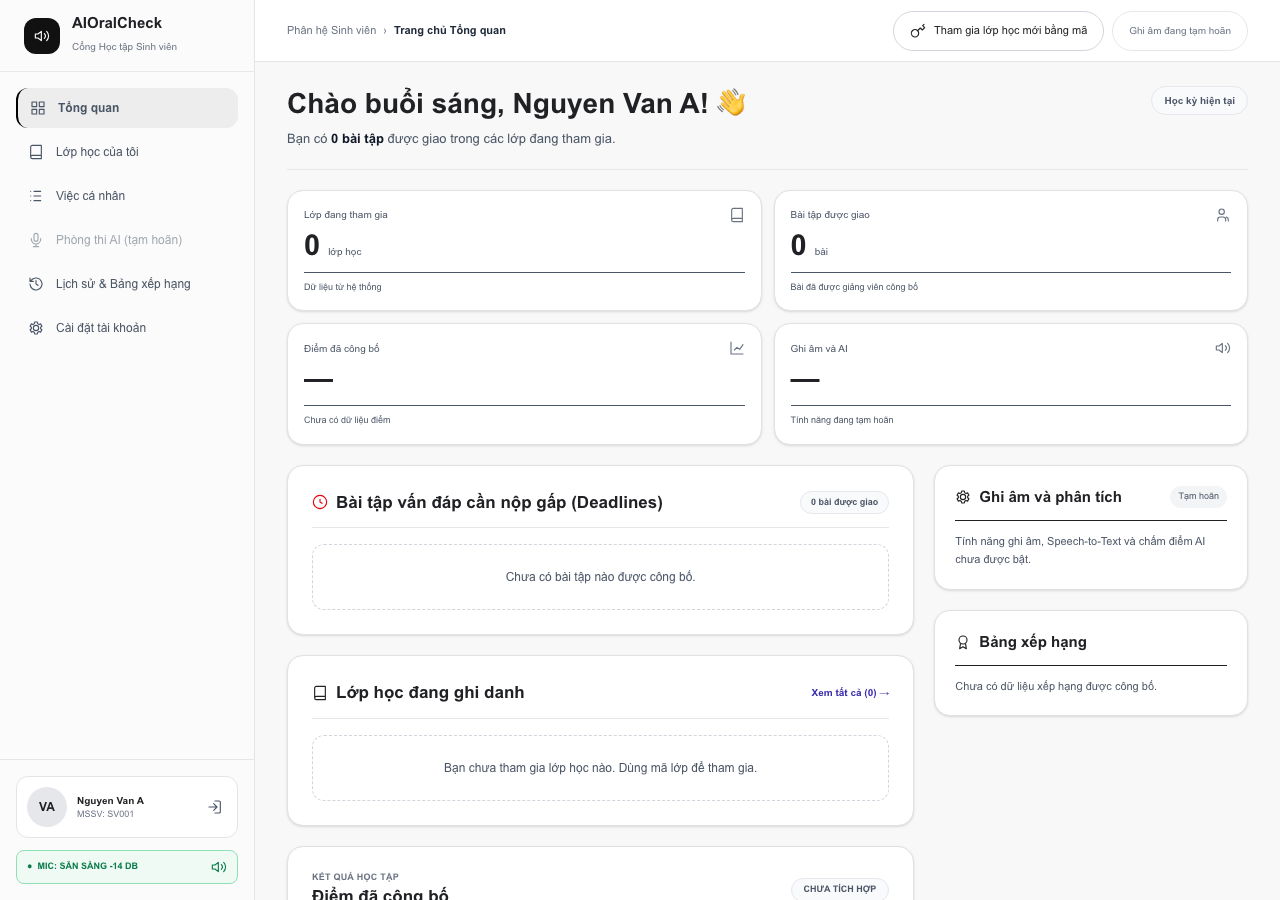 AIOralCheck
Cổng Học tập Sinh viên
Tổng quan
Lớp học của tôi
Việc cá nhân
Phòng thi AI (tạm hoãn)
Lịch sử & Bảng xếp hạng
Cài đặt tài khoản
VA
Nguyen Van A
MSSV: SV001
MIC: SẴN SÀNG -14 DB
Phân hệ Sinh viên › Trang chủ Tổng quan
Tham gia lớp học mới bằng mã
Ghi âm đang tạm hoãn
Chào buổi sáng, Nguyen Van A! 👋
Học kỳ hiện tại
Bạn có 0 bài tập được giao trong các lớp đang tham gia.
Lớp đang tham gia
0 lớp học
Dữ liệu từ hệ thống
Bài tập được giao
0 bài
Bài đã được giảng viên công bố
Điểm đã công bố
—
Chưa có dữ liệu điểm
Ghi âm và AI
—
Tính năng đang tạm hoãn
Bài tập vấn đáp cần nộp gấp (Deadlines)
0 bài được giao
Chưa có bài tập nào được công bố.
Lớp học đang ghi danh
Xem tất cả (0) →
Bạn chưa tham gia lớp học nào. Dùng mã lớp để tham gia.
KẾT QUẢ HỌC TẬP
Điểm đã công bố
CHƯA TÍCH HỢP
Ghi âm và phân tích
Tạm hoãn
Tính năng ghi âm, Speech-to-Text và chấm điểm AI
chưa được bật.
Bảng xếp hạng
Chưa có dữ liệu xếp hạng được công bố.